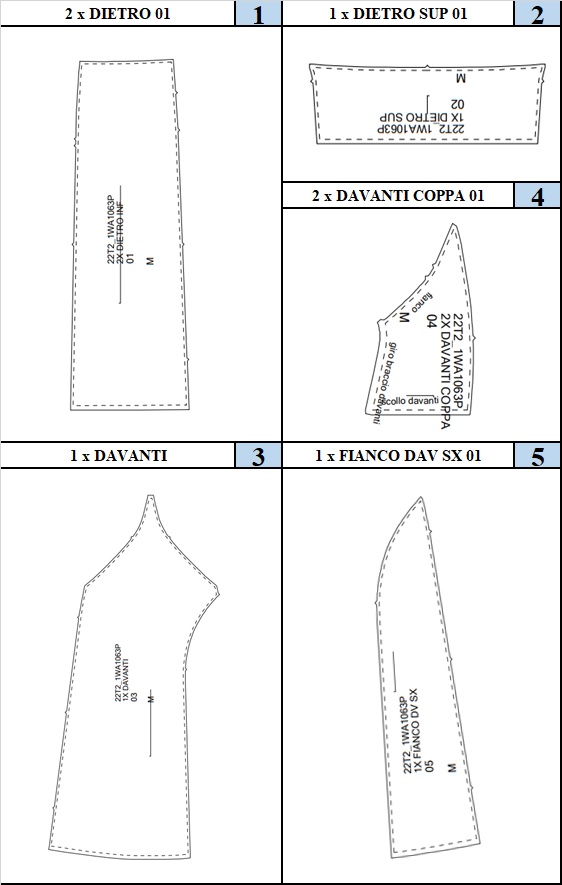 2 x DIETRO 01
1
22T2_1WA1063P
2X DIETRO INF
01
M
1 x DIETRO SUP 01
2
M
02
1X DIETRO SUP
22T2_1WA1063P
2 x DAVANTI COPPA 01
4
fianco
M
04
22T2_1WA1063P
2X DAVANTI COPPA
giro braccio davanti
scollo davanti
1 x DAVANTI
3
22T2_1WA1063P
1X DAVANTI
03
M
1 x FIANCO DAV SX 01
5
22T2_1WA1063P
1X FIANCO DV SX
05
M